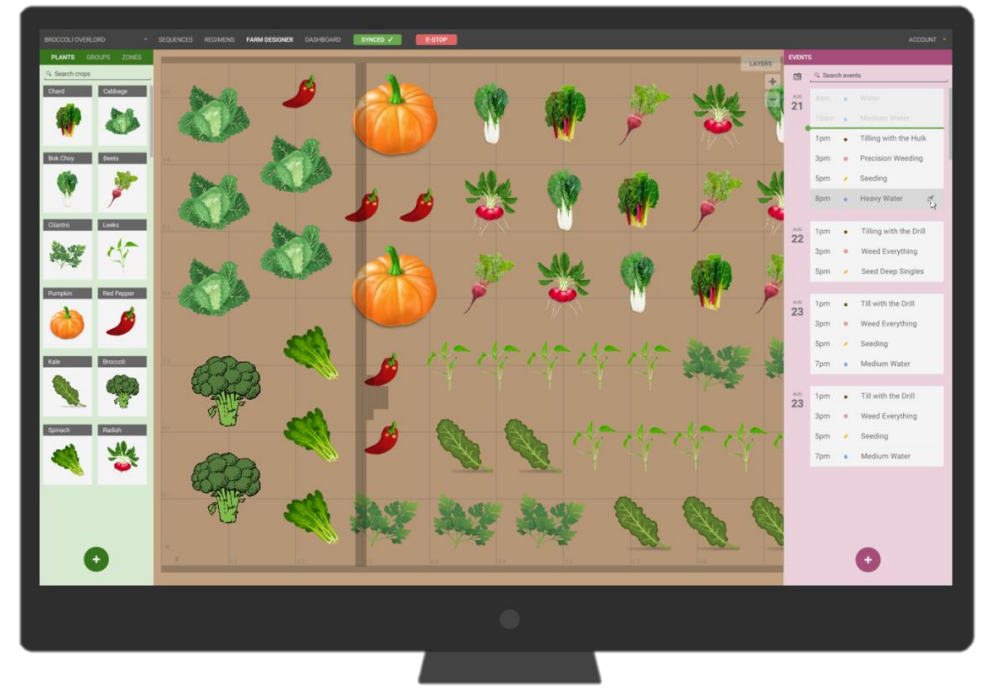 BROCCOLI OVERLORD SEQUENCES REGIMENS FARM DESIGNER DASHBOARD SYNCED ✓ E-STOP ACCOUNT
PLANTS GROUPS ZONES
Search crops
Chard Cabbage
Bok Choy Beets
Cilantro Leeks
Pumpkin Red Pepper
Kale Broccoli
Spinach Radish
+
LAYERS
+
EVENTS
Search events
AUG 21
8am Water
10am Medium Water
1pm Tilling with the Hulk
3pm Precision Weeding
5pm Seeding
8pm Heavy Water
AUG 22
1pm Tilling with the Drill
3pm Weed Everything
5pm Seed Deep Singles
AUG 23
1pm Till with the Drill
3pm Weed Everything
5pm Seeding
7pm Medium Water
AUG 23
1pm Till with the Drill
3pm Weed Everything
5pm Seeding
7pm Medium Water
+